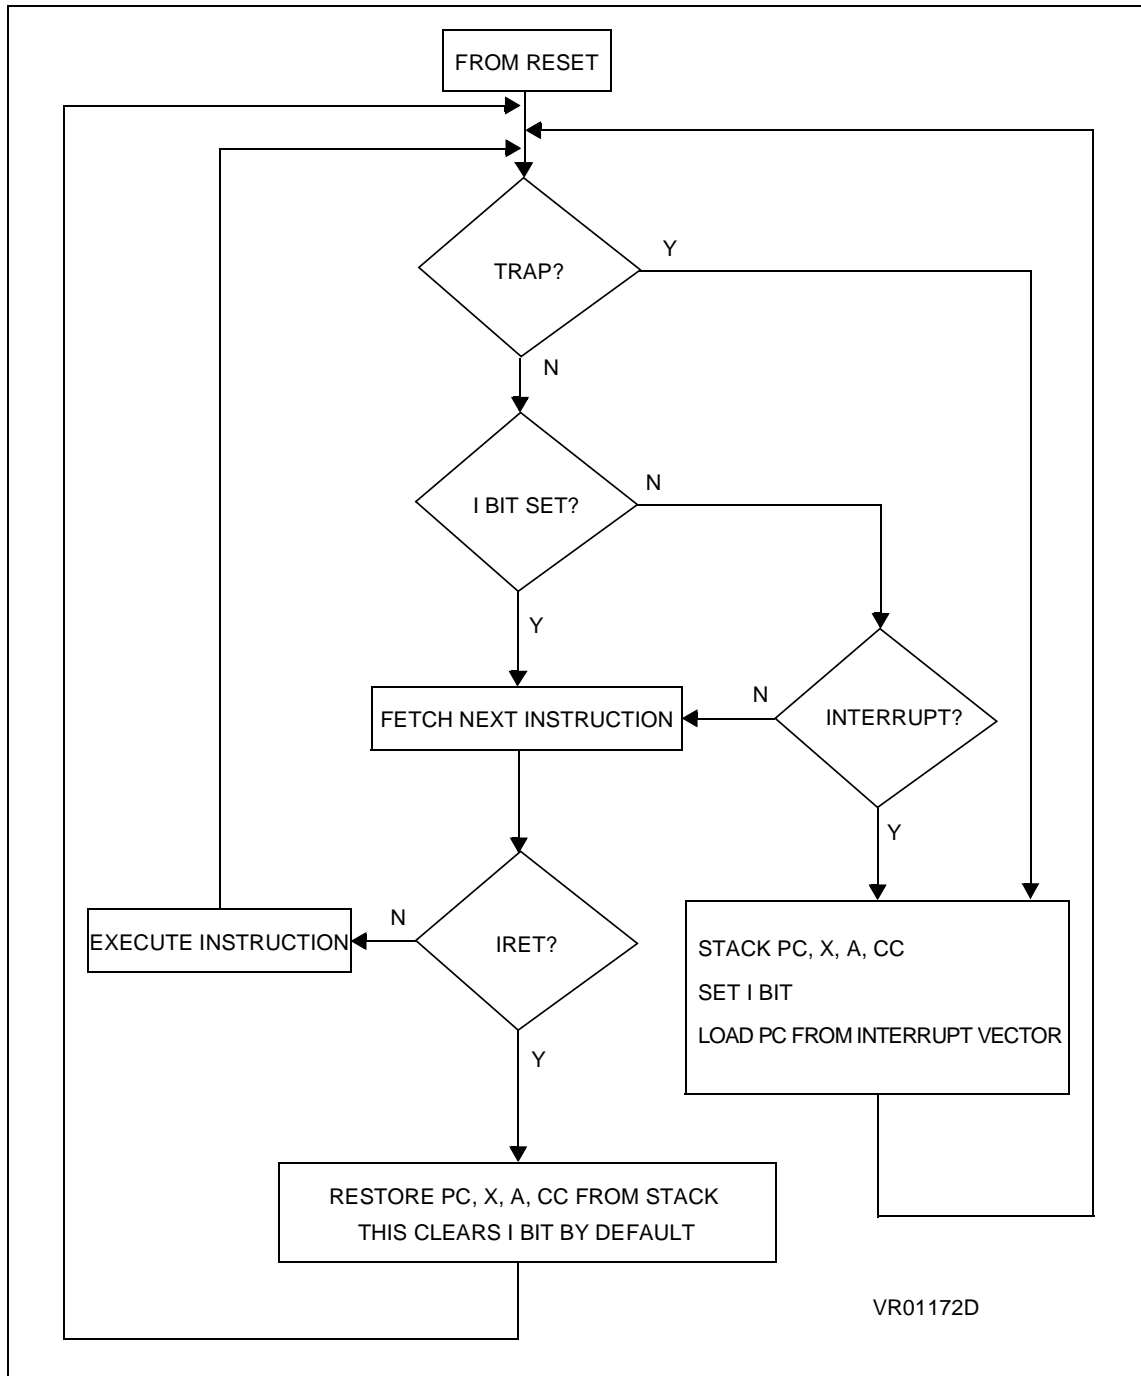 FROM RESET
TRAP?
Y
N
I BIT SET?
N
Y
FETCH NEXT INSTRUCTION
N
INTERRUPT?
Y
EXECUTE INSTRUCTION
N
IRET?
STACK PC, X, A, CC
SET I BIT
LOAD PC FROM INTERRUPT VECTOR
Y
RESTORE PC, X, A, CC FROM STACK
THIS CLEARS I BIT BY DEFAULT
VR01172D